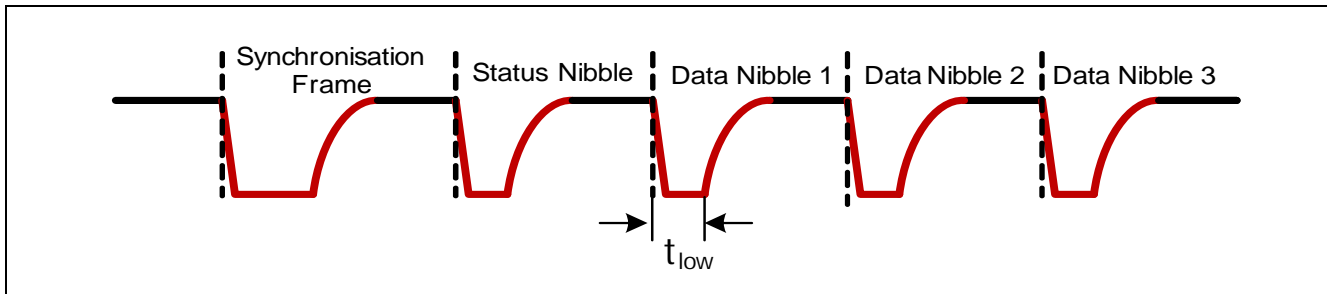 Synchronisation
Frame
Status Nibble
Data Nibble 1
Data Nibble 2
Data Nibble 3
tlow